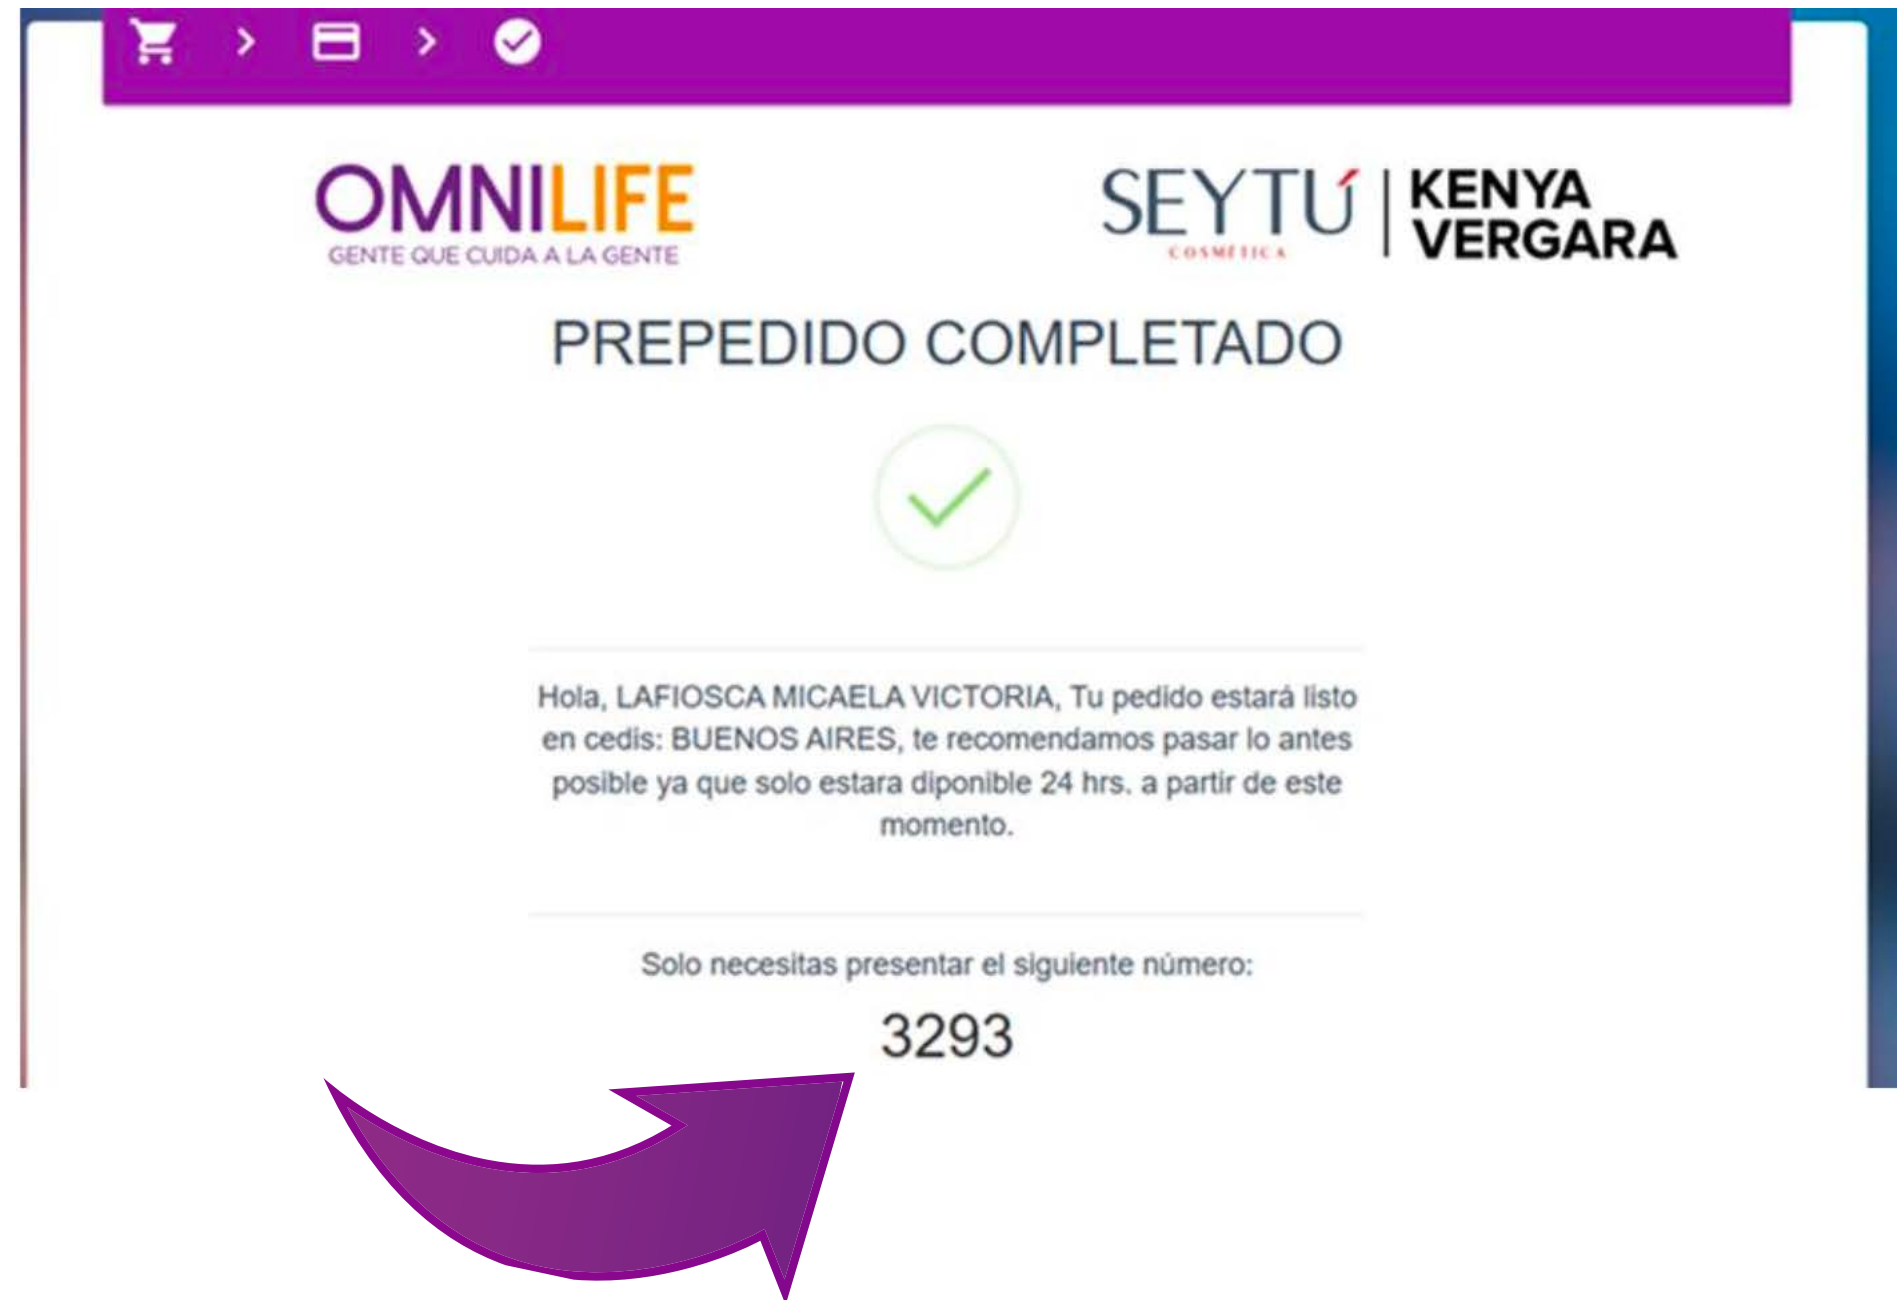 OMNILIFE
GENTE QUE CUIDA A LA GENTE
SEYTÚ
COSMÉTICA
KENYA
VERGARA
PREPEDIDO COMPLETADO
Hola, LAFIOSCA MICAELA VICTORIA, Tu pedido estará listo
en cedis: BUENOS AIRES, te recomendamos pasar lo antes
posible ya que solo estara diponible 24 hrs. a partir de este
momento.
Solo necesitas presentar el siguiente número:
3293